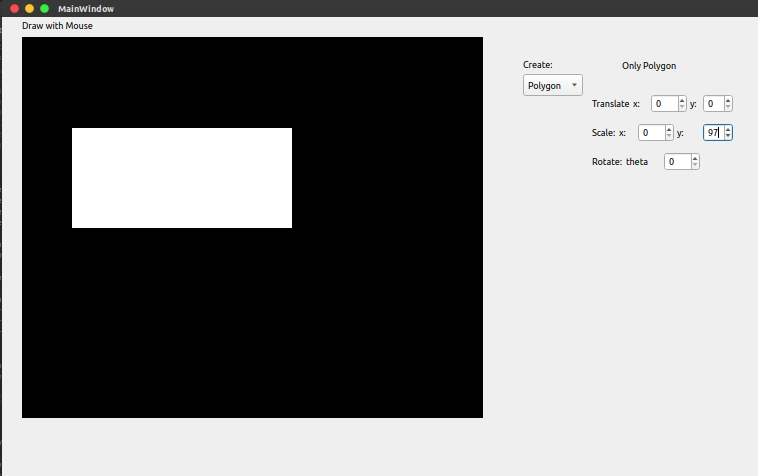 MainWindow
Draw with Mouse
Create:
Only Polygon
Polygon
Translate x: 0 y: 0
Scale: x: 0 y: 97
Rotate: theta 0